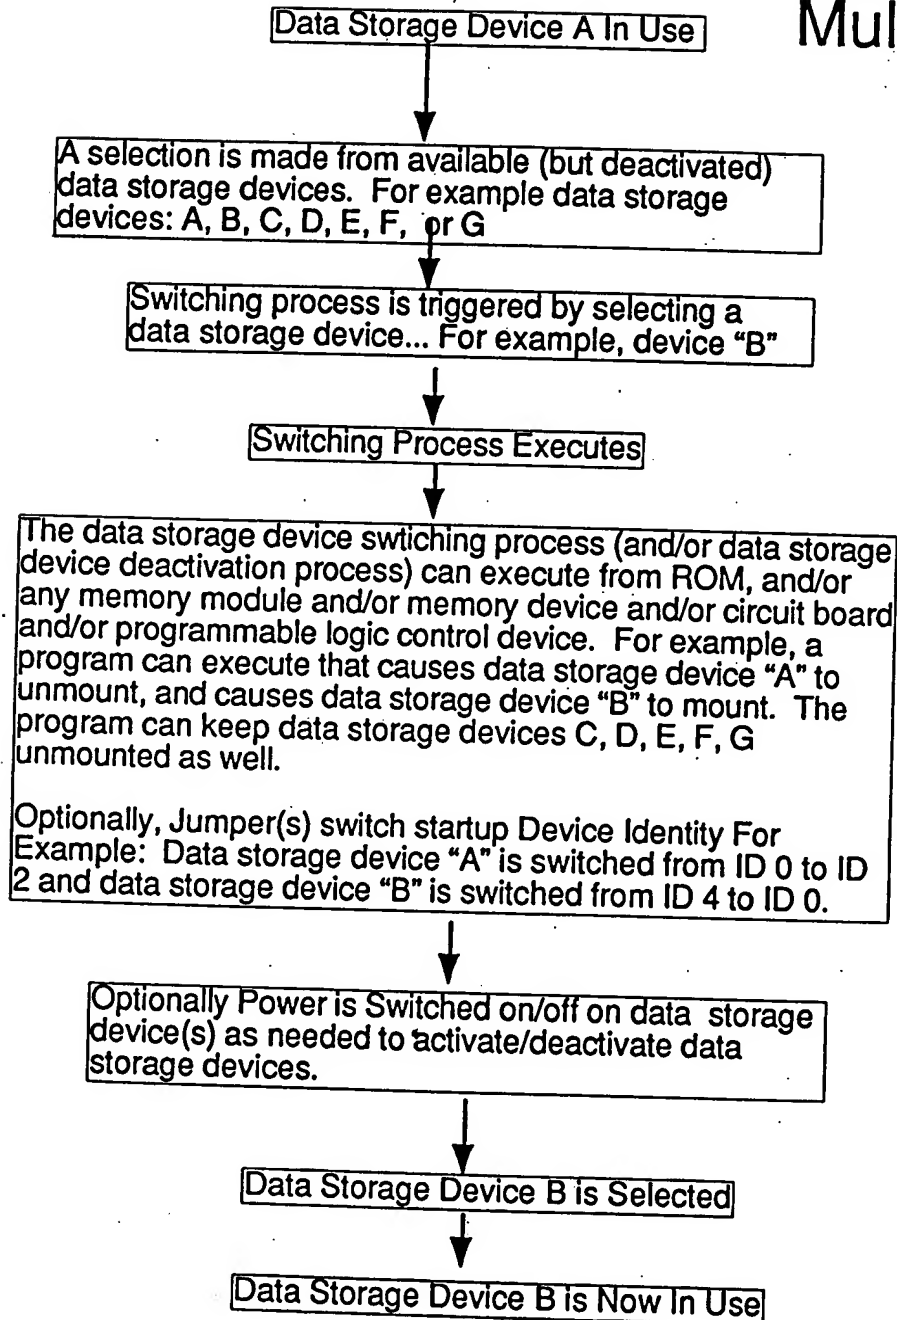 Data Storage Device A In Use
Mul
A selection is made from available (but deactivated)
data storage devices.  For example data storage
devices: A, B, C, D, E, F,  or G
Switching process is triggered by selecting a
data storage device... For example, device “B”
Switching Process Executes
The data storage device swtiching process (and/or data storage
device deactivation process) can execute from ROM, and/or
any memory module and/or memory device and/or circuit board
and/or programmable logic control device.  For example, a
program can execute that causes data storage device “A” to
unmount, and causes data storage device “B” to mount.  The
program can keep data storage devices C, D, E, F, G
unmounted as well.
Optionally, Jumper(s) switch startup Device Identity For
Example:  Data storage device “A” is switched from ID 0 to ID
2 and data storage device “B” is switched from ID 4 to ID 0.
Optionally Power is Switched on/off on data  storage
device(s) as needed to activate/deactivate data
storage devices.
Data Storage Device B is Selected
Data Storage Device B is Now In Use